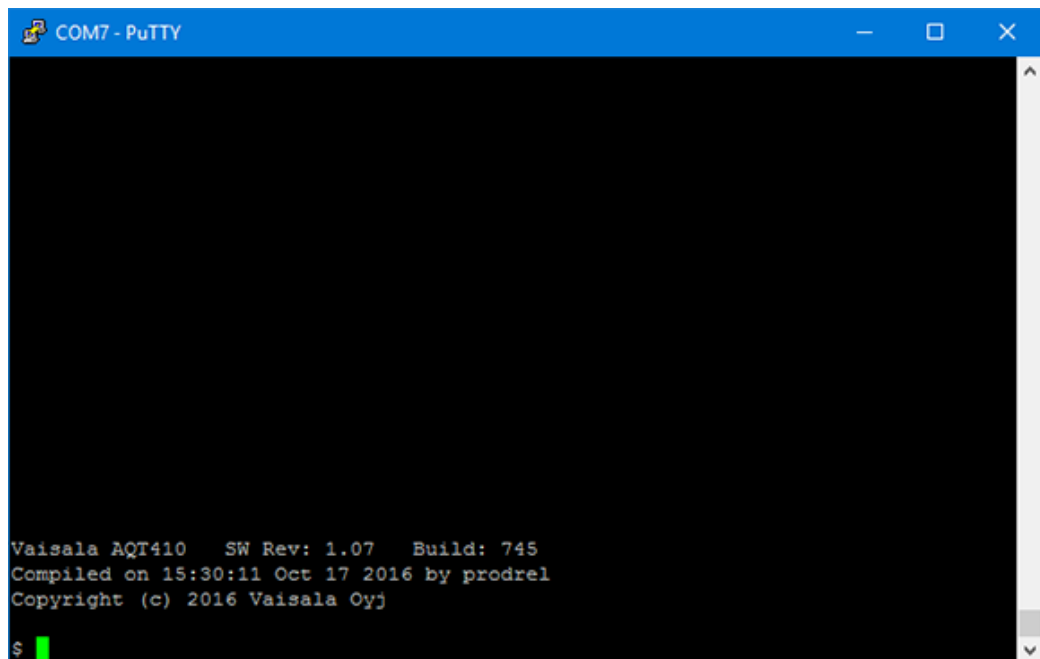 COM7 - PuTTY
Vaisala AQT410   SW Rev: 1.07   Build: 745
Compiled on 15:30:11 Oct 17 2016 by prodrel
Copyright (c) 2016 Vaisala Oyj
$